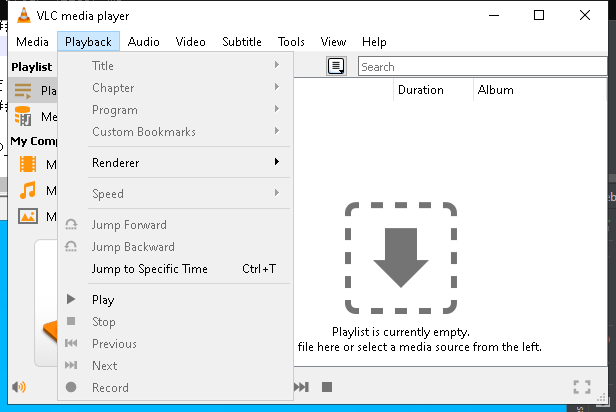 VLC media player
Media Playback Audio Video Subtitle Tools View Help
Playlist
Search
Pla
Duration Album
Me
My Comp
M
M
M
Title
Chapter
Program
Custom Bookmarks
Renderer
Speed
Jump Forward
Jump Backward
Jump to Specific Time Ctrl+T
Play
Stop
Previous
Next
Record
Playlist is currently empty.
file here or select a media source from the left.